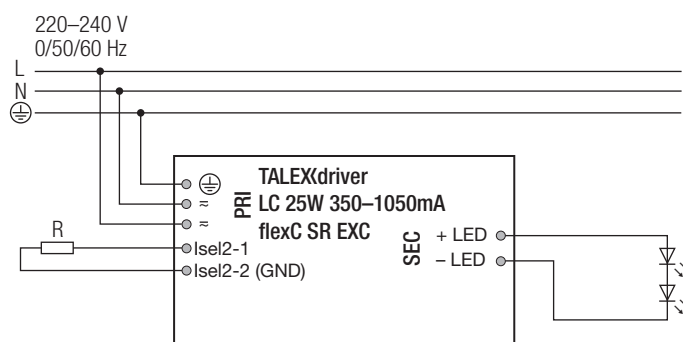 220–240 V
0/50/60 Hz
L
N
TALEXXdriver
LC 25W 350–1050mA
flexC SR EXC
PRI
≂
≂
R
Isel2-1
Isel2-2 (GND)
SEC
+ LED
– LED